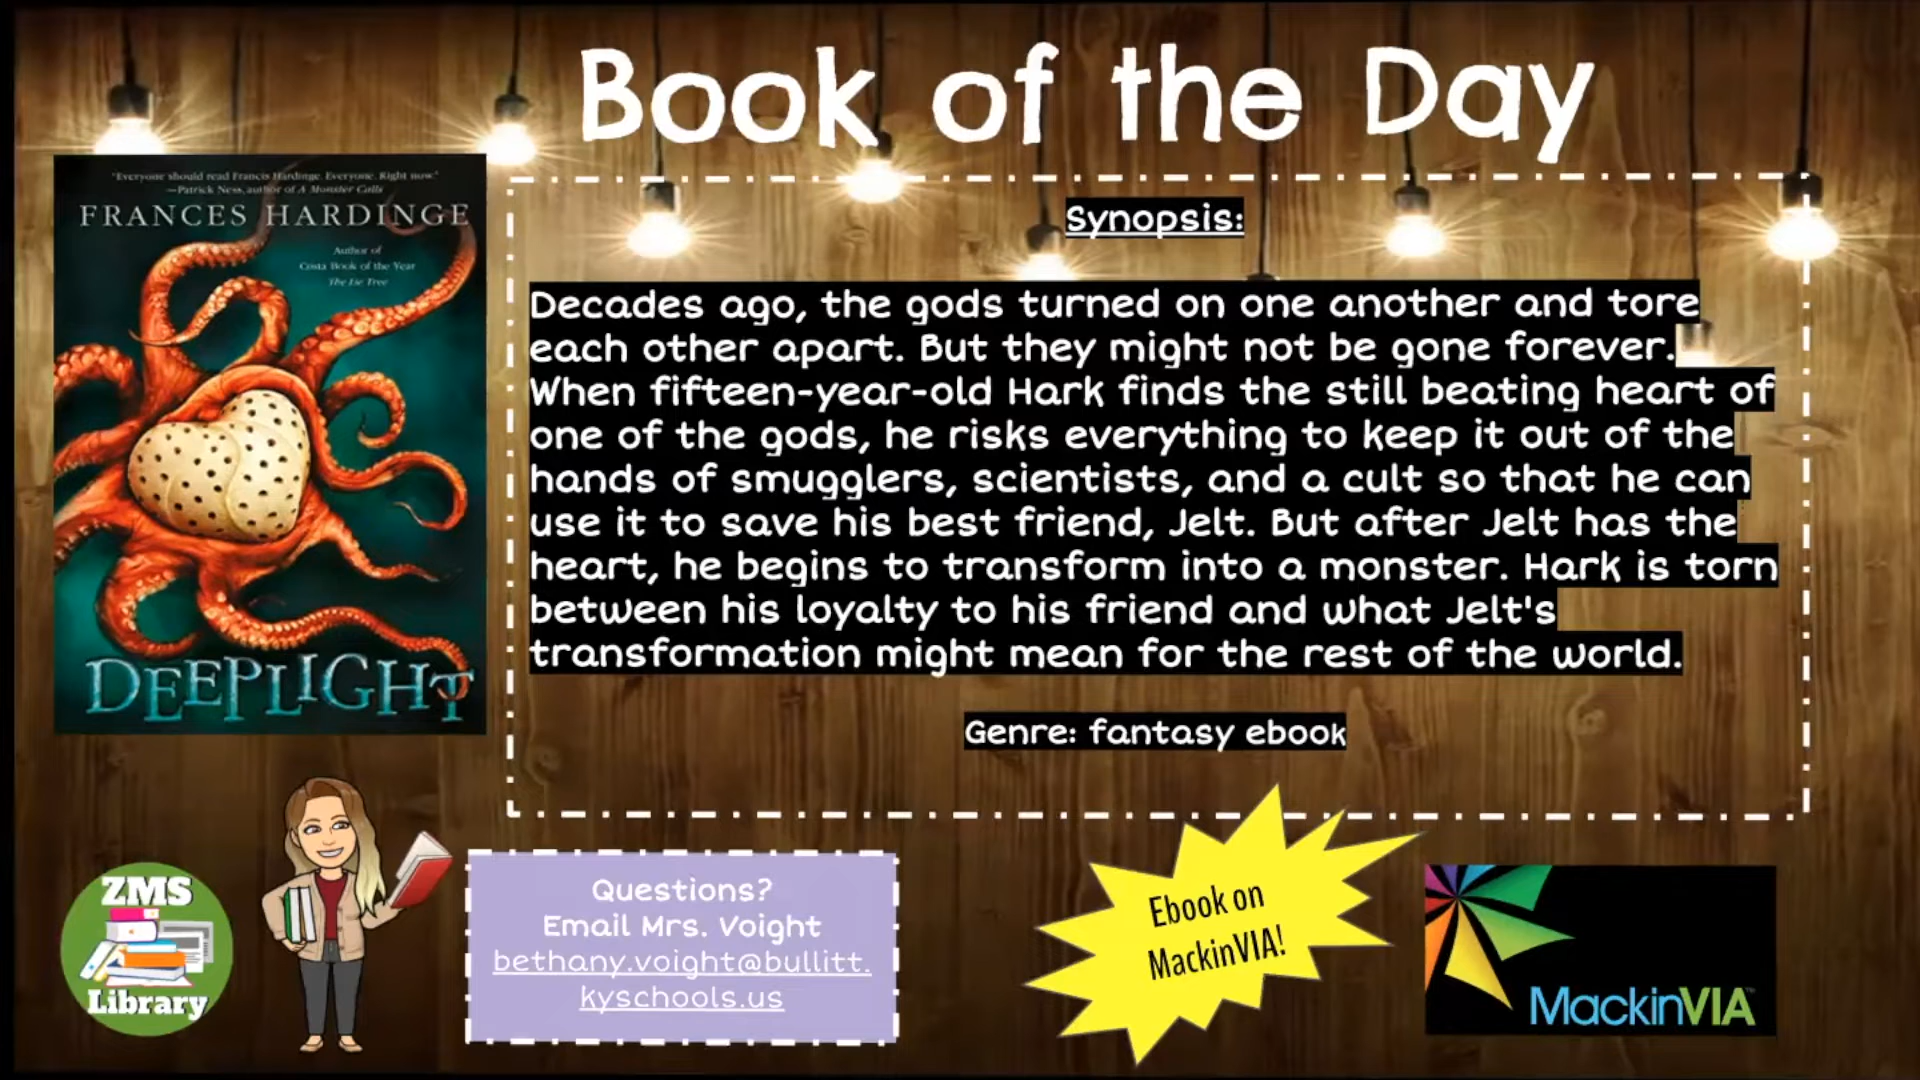 Book of the Day
"Everyone should read Francis Hardinge. Everyone. Right now."
—Patrick Ness, author of A Monster Calls
FRANCES HARDINGE
Author of
Costa Book of the Year
The Lie Tree
DEEPLIGHT
Synopsis:
Decades ago, the gods turned on one another and tore
each other apart. But they might not be gone forever.
When fifteen-year-old Hark finds the still beating heart of
one of the gods, he risks everything to keep it out of the
hands of smugglers, scientists, and a cult so that he can
use it to save his best friend, Jelt. But after Jelt has the
heart, he begins to transform into a monster. Hark is torn
between his loyalty to his friend and what Jelt's
transformation might mean for the rest of the world.
Genre: fantasy ebook
ZMS
Library
Questions?
Email Mrs. Voight
bethany.voight@bullitt.
kyschools.us
Ebook on
MackinVIA!
MackinVIA™